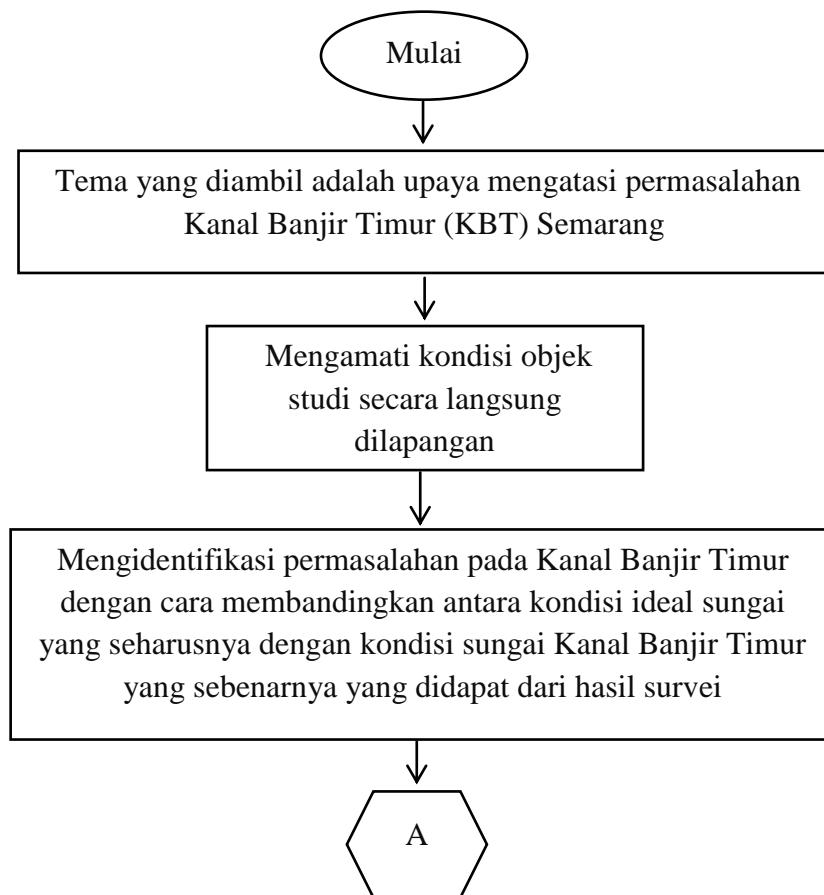 Mulai
Tema yang diambil adalah upaya mengatasi permasalahan
Kanal Banjir Timur (KBT) Semarang
Mengamati kondisi objek
studi secara langsung
dilapangan
Mengidentifikasi permasalahan pada Kanal Banjir Timur
dengan cara membandingkan antara kondisi ideal sungai
yang seharusnya dengan kondisi sungai Kanal Banjir Timur
yang sebenarnya yang didapat dari hasil survei
A